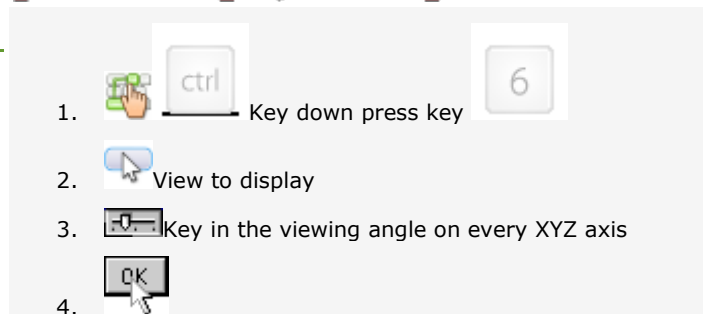 1. ctrl Key down press key 6
2. View to display
3. Key in the viewing angle on every XYZ axis
4. OK